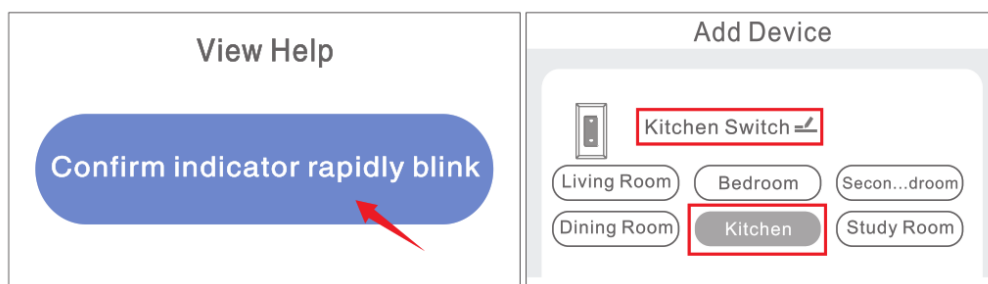 View Help
Confirm indicator rapidly blink
Add Device
Kitchen Switch
Living Room
Bedroom
Secon...droom
Dining Room
Kitchen
Study Room